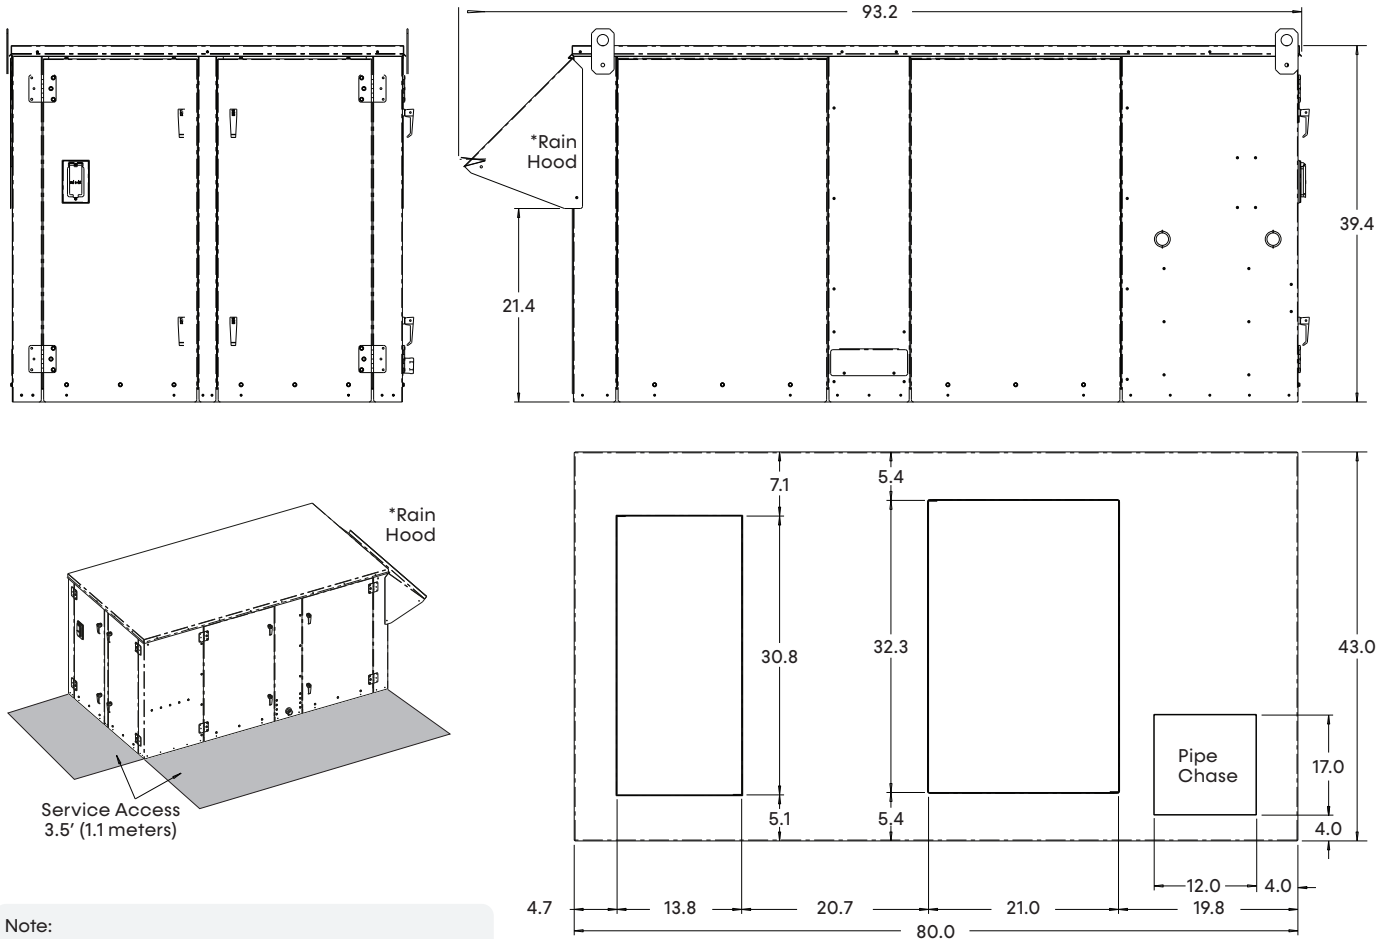 93.2
*Rain
Hood
39.4
21.4
*Rain
Hood
Service Access
3.5’ (1.1 meters)
7.1
5.4
30.8
32.3
43.0
Pipe
Chase
17.0
5.1
5.4
4.0
12.0
4.0
4.7
13.8
20.7
21.0
19.8
80.0
Note: